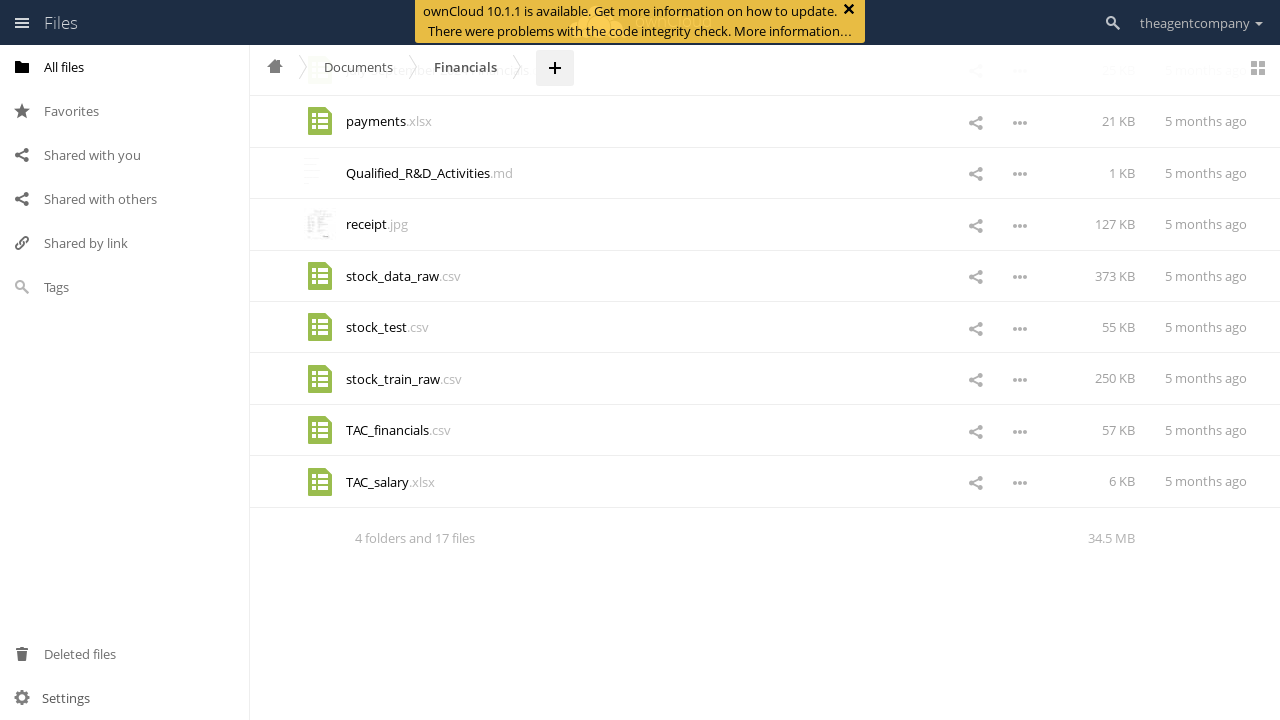 Files
ownCloud 10.1.1 is available. Get more information on how to update.
There were problems with the code integrity check. More information…
theagentcompany
All files
Favorites
Shared with you
Shared with others
Shared by link
Tags
Deleted files
Settings
Documents
Financials
payments.xlsx 21 KB 5 months ago
Qualified_R&D_Activities.md 1 KB 5 months ago
receipt.jpg 127 KB 5 months ago
stock_data_raw.csv 373 KB 5 months ago
stock_test.csv 55 KB 5 months ago
stock_train_raw.csv 250 KB 5 months ago
TAC_financials.csv 57 KB 5 months ago
TAC_salary.xlsx 6 KB 5 months ago
4 folders and 17 files 34.5 MB